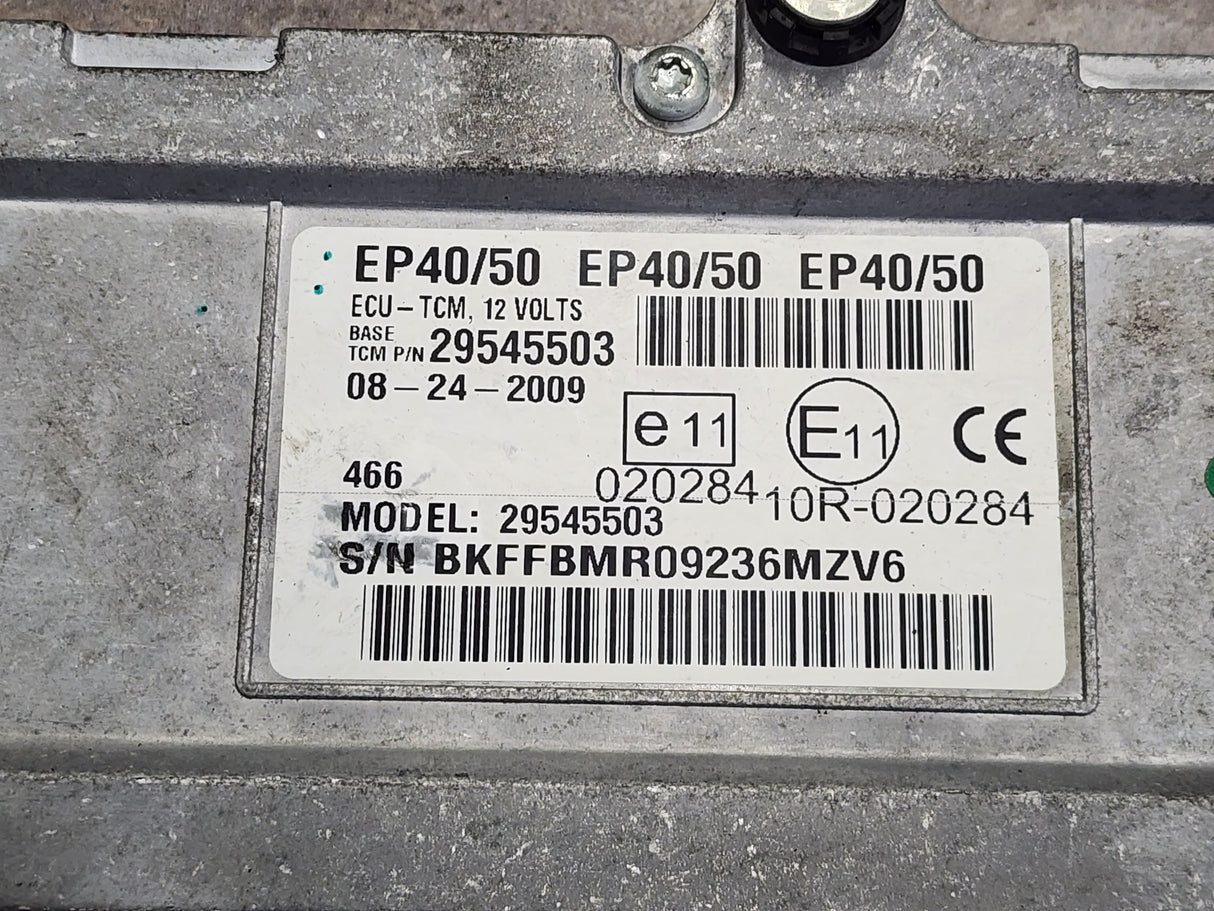 EP40/50 EP40/50 EP40/50
ECU-TCM, 12 VOLTS
BASE
TCM P/N 29545503
08-24-2009
e 11
E11
CE
466
020284
10R-020284
MODEL: 29545503
S/N BKFFBMR09236MZV6